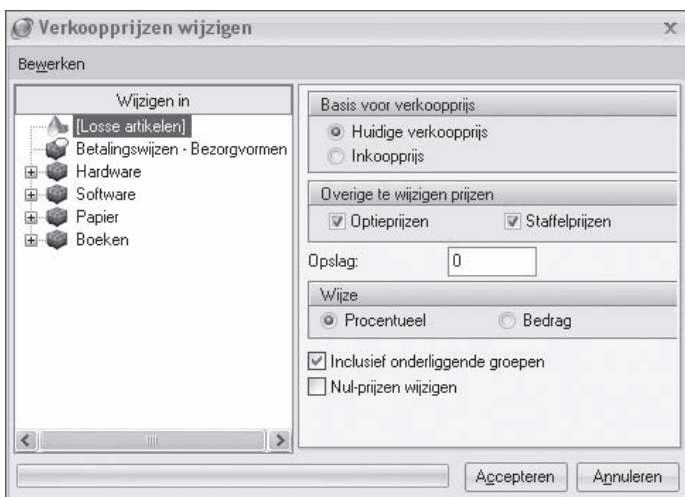 Verkoopprijzen wijzigen
Bewerken
Wijzigen in
[Losse artikelen]
Betalingswijzen - Bezorgvormen
Hardware
Software
Papier
Boeken
Basis voor verkoopprijs
Huidige verkoopprijs
Inkoopprijs
Overige te wijzigen prijzen
Optieprijzen Staffelprijzen
Opslag: 0
Wijze
Procentueel Bedrag
Inclusief onderliggende groepen
Nul-prijzen wijzigen
Accepteren Annuleren